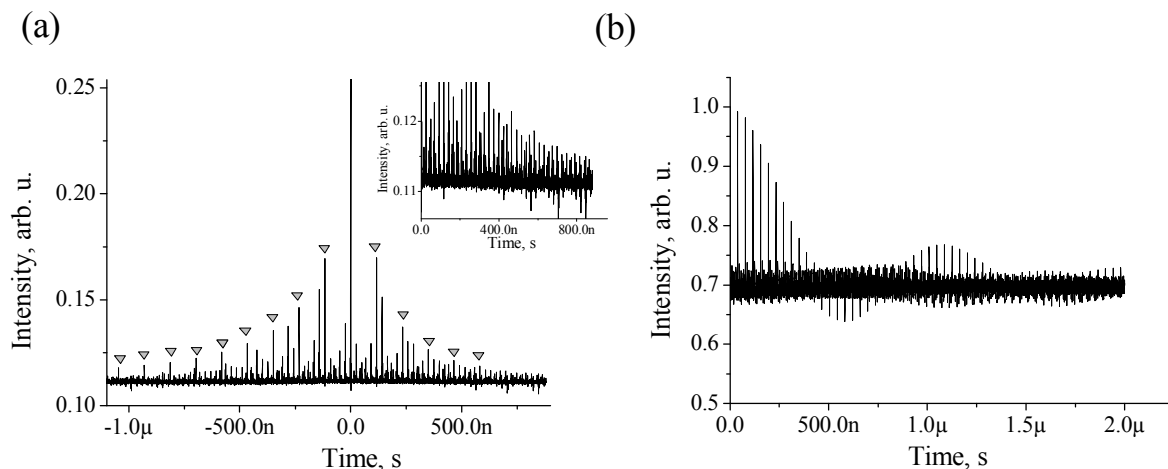 (a)
Intensity, arb. u.
0.25
0.20
0.15
0.10
-1.0µ -500.0n 0.0 500.0n
Time, s
Intensity, arb. u.
0.12
0.11
0.0 400.0n 800.0n
Time, s
(b)
Intensity, arb. u.
1.0
0.9
0.8
0.7
0.6
0.5
0.0 500.0n 1.0µ 1.5µ 2.0µ
Time, s